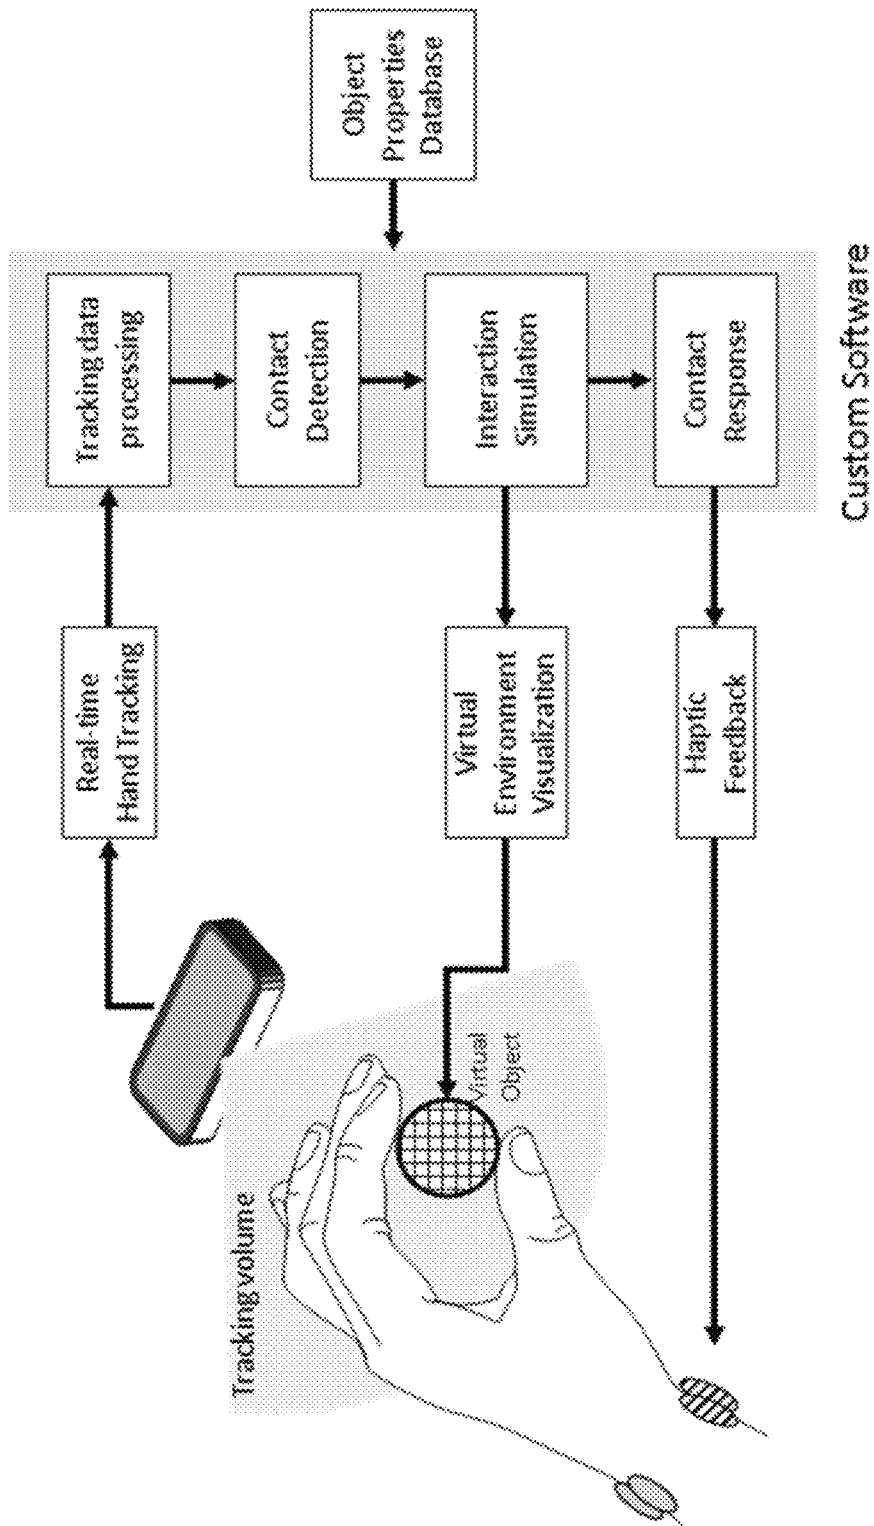 Tracking volume
Virtual
Object
Real-time
Hand Tracking
Virtual
Environment
Visualization
Haptic
Feedback
Tracking data
processing
Contact
Detection
Interaction
Simulation
Contact
Response
Custom Software
Object
Properties
Database